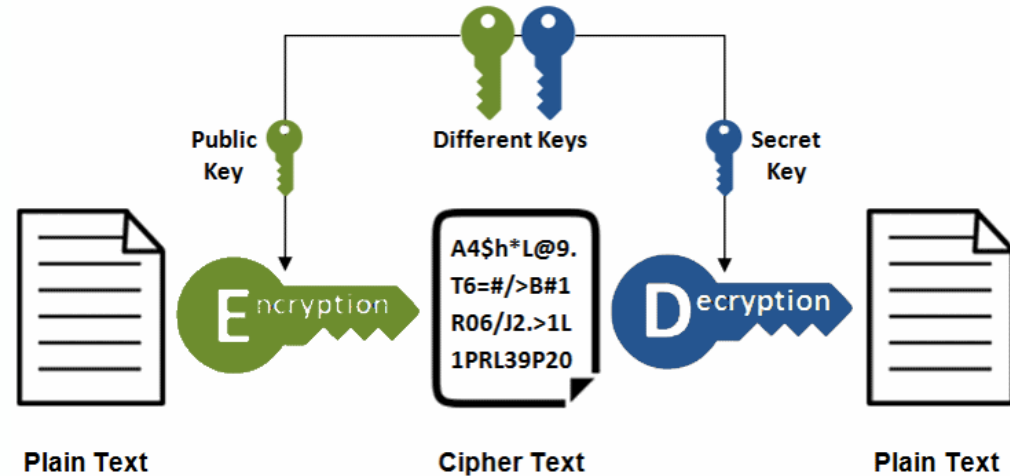 Public
Key
Different Keys
Secret
Key
Encryption
A4$h*L@9.
T6=#/>B#1
R06/J2.>1L
1PRL39P20
Decryption
Plain Text
Cipher Text
Plain Text